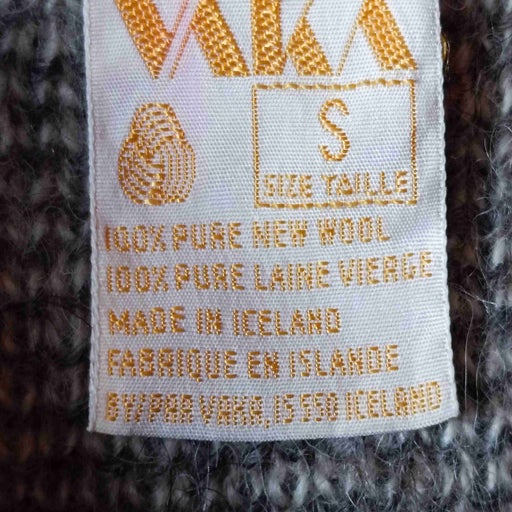 VAKA
S
SIZE TAILLE
100% PURE NEW WOOL
100% PURE LAINE VIERGE
MADE IN ICELAND
FABRIQUE EN ISLANDE
BY/PAR VAKA, IS 550 ICELAND